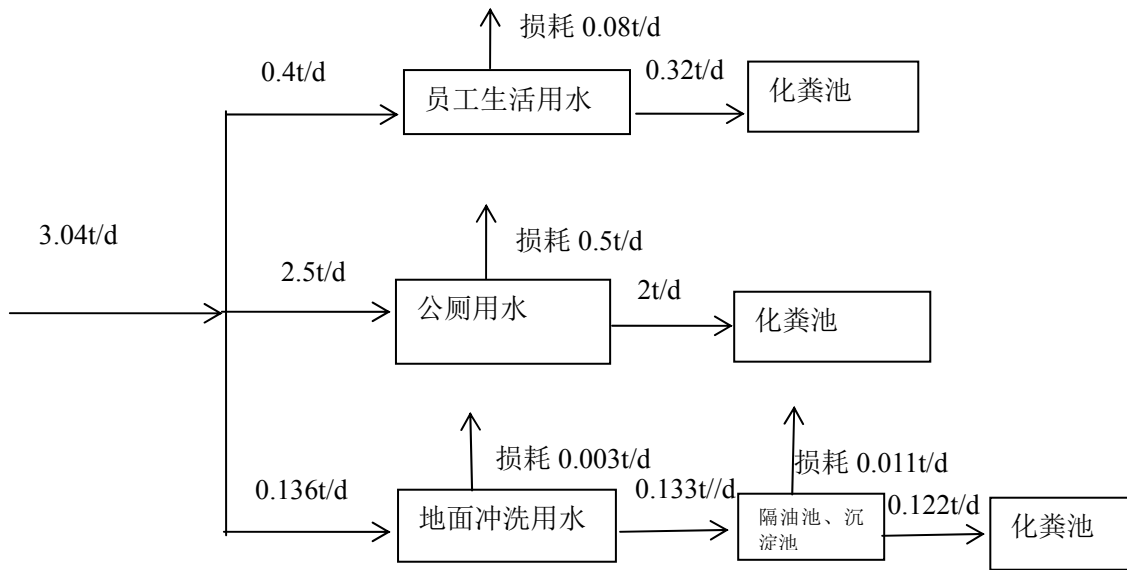 损耗 0.08t/d
0.4t/d
员工生活用水
0.32t/d
化粪池
3.04t/d
损耗 0.5t/d
2.5t/d
公厕用水
2t/d
化粪池
损耗 0.003t/d
损耗 0.011t/d
0.136t/d
地面冲洗用水
0.133t//d
隔油池、沉
淀池
0.122t/d
化粪池